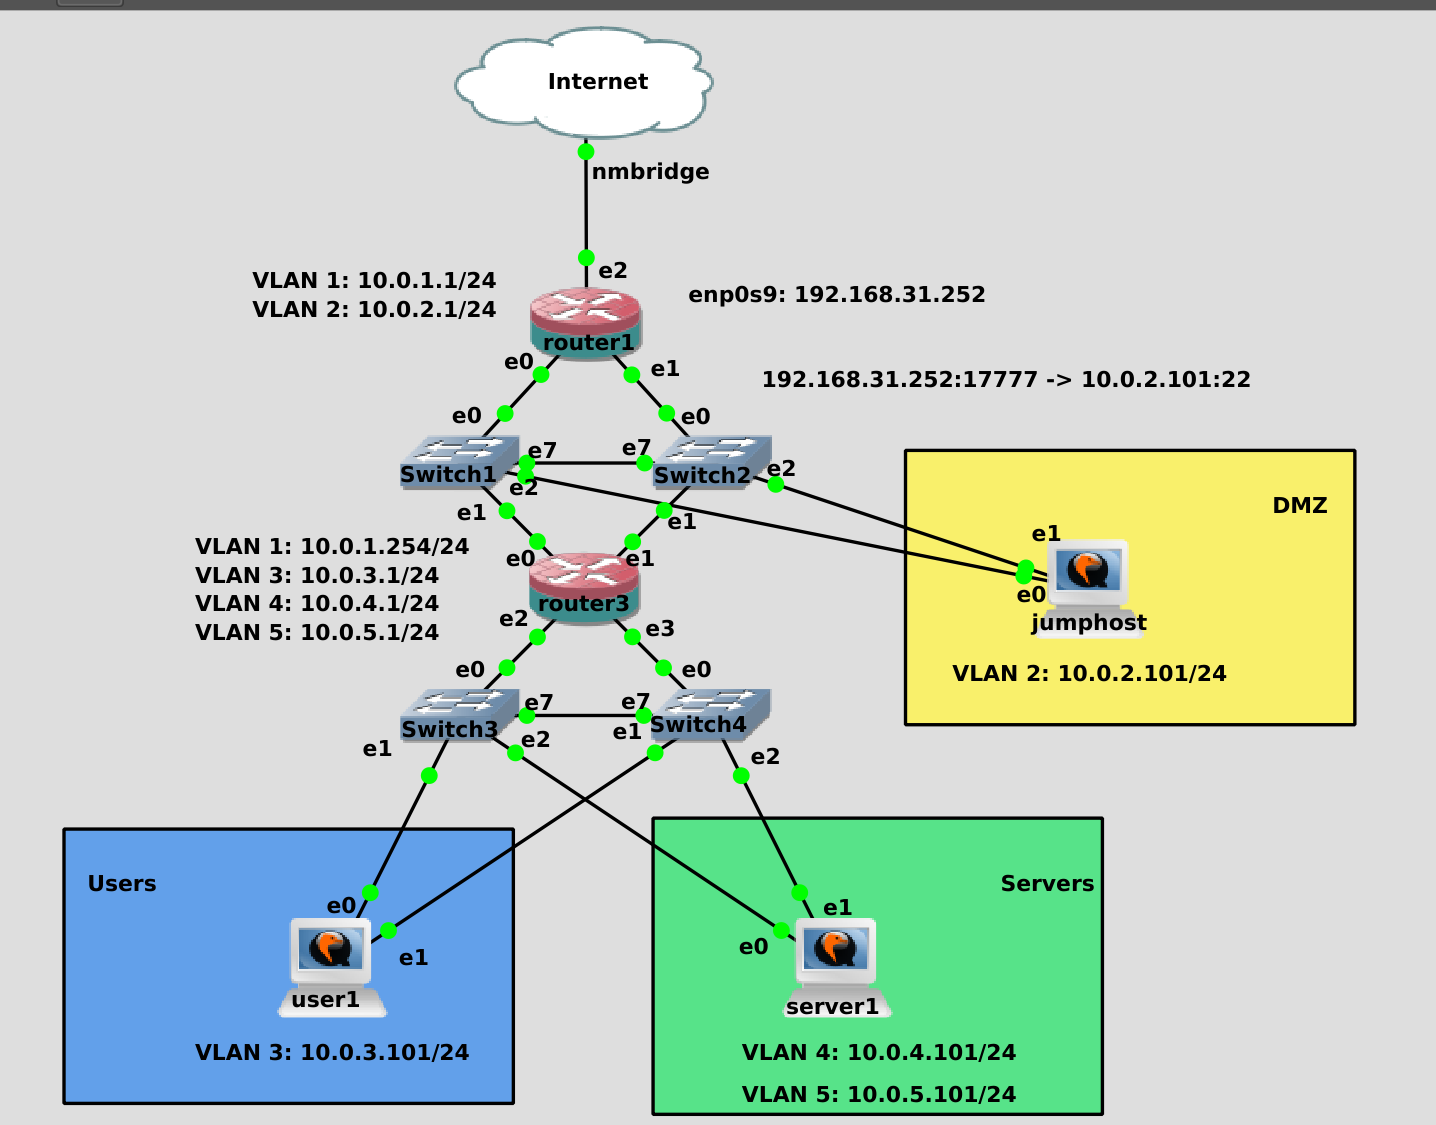 Internet
nmbridge
e2
VLAN 1: 10.0.1.1/24
VLAN 2: 10.0.2.1/24
enp0s9: 192.168.31.252
router1
e0
e1
192.168.31.252:17777 -> 10.0.2.101:22
e0
e0
e7
e7
Switch1
Switch2
e2
e2
e1
e1
DMZ
e1
VLAN 1: 10.0.1.254/24
VLAN 3: 10.0.3.1/24
VLAN 4: 10.0.4.1/24
VLAN 5: 10.0.5.1/24
e0
e1
router3
e0
jumphost
VLAN 2: 10.0.2.101/24
e2
e3
e0
e0
e7
e7
Switch3
Switch4
e1
e2
e1
e2
Users
Servers
e0
e1
e1
e0
user1
server1
VLAN 3: 10.0.3.101/24
VLAN 4: 10.0.4.101/24
VLAN 5: 10.0.5.101/24